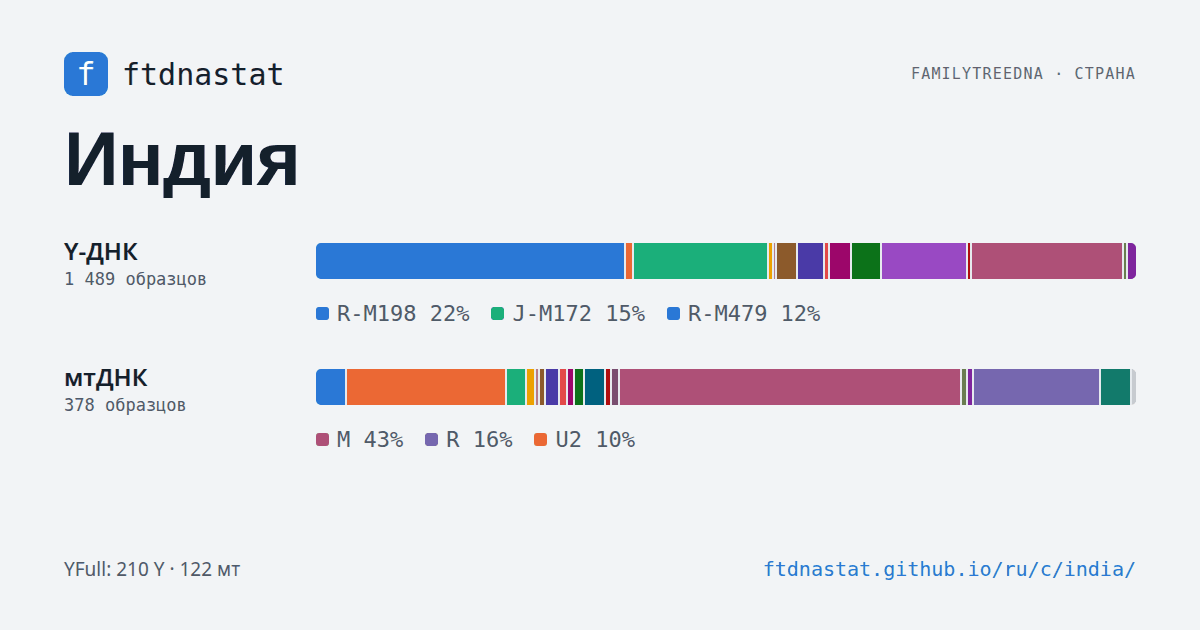 f ftdnastat
FAMILYTREEDNA · СТРАНА
Индия
Y-ДНК
1 489 образцов
R-M198 22% J-M172 15% R-M479 12%
мтДНК
378 образцов
M 43% R 16% U2 10%
YFull: 210 Y · 122 мт
ftdnastat.github.io/ru/c/india/